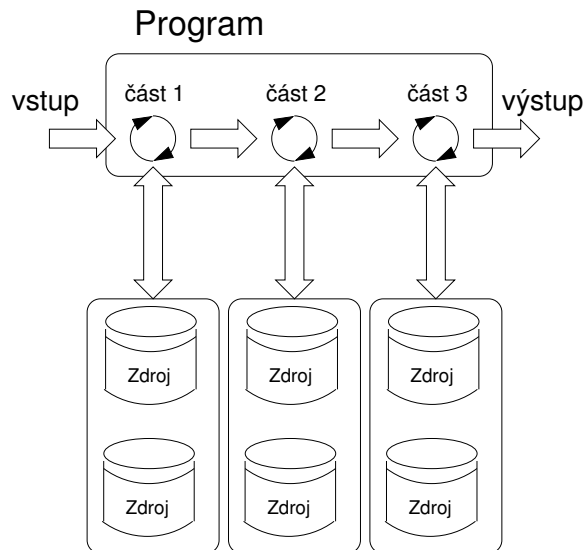 Program
vstup
část 1
část 2
část 3
výstup
Zdroj
Zdroj
Zdroj
Zdroj
Zdroj
Zdroj